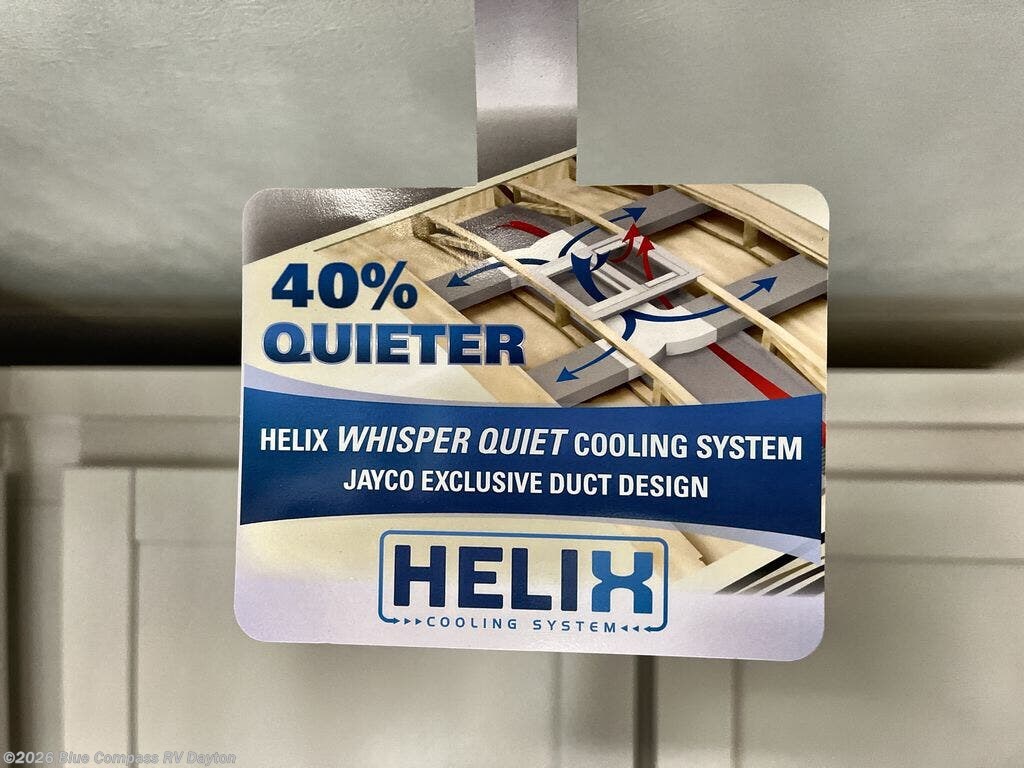 40%
QUIETER
HELIX WHISPER QUIET COOLING SYSTEM
JAYCO EXCLUSIVE DUCT DESIGN
HELIX
COOLING SYSTEM
©2026 Blue Compass RV Dayton